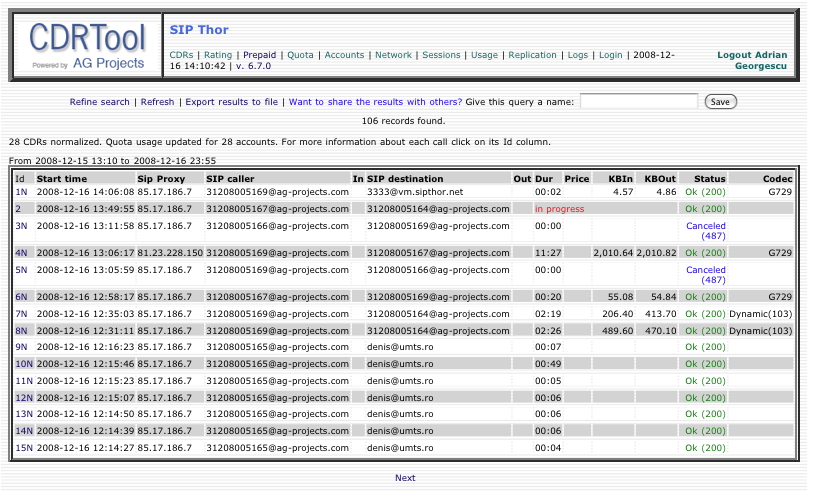 CDRTool
Powered by AG Projects
SIP Thor
CDRs | Rating | Prepaid | Quota | Accounts | Network | Sessions | Usage | Replication | Logs | Login | 2008-12-
16 14:10:42 | v. 6.7.0
Logout Adrian
Georgescu
Refine search | Refresh | Export results to file | Want to share the results with others? Give this query a name: Save
106 records found.
28 CDRs normalized. Quota usage updated for 28 accounts. For more information about each call click on its Id column.
From 2008-12-15 13:10 to 2008-12-16 23:55
Id Start time Sip Proxy SIP caller In SIP destination Out Dur Price KBIn KBOut Status Codec
1N 2008-12-16 14:06:08 85.17.186.7 31208005169@ag-projects.com 3333@vm.sipthor.net 00:02 4.57 4.86 Ok (200) G729
2 2008-12-16 13:49:55 85.17.186.7 31208005167@ag-projects.com 31208005164@ag-projects.com in progress Ok (200)
3N 2008-12-16 13:11:58 85.17.186.7 31208005166@ag-projects.com 31208005169@ag-projects.com 00:00 Canceled
(487)
4N 2008-12-16 13:06:17 81.23.228.150 31208005169@ag-projects.com 31208005167@ag-projects.com 11:27 2,010.64 2,010.82 Ok (200) G729
5N 2008-12-16 13:05:59 85.17.186.7 31208005169@ag-projects.com 31208005166@ag-projects.com 00:00 Canceled
(487)
6N 2008-12-16 12:58:17 85.17.186.7 31208005167@ag-projects.com 31208005169@ag-projects.com 00:20 55.08 54.84 Ok (200) G729
7N 2008-12-16 12:35:03 85.17.186.7 31208005169@ag-projects.com 31208005164@ag-projects.com 02:19 206.40 413.70 Ok (200) Dynamic(103)
8N 2008-12-16 12:31:11 85.17.186.7 31208005169@ag-projects.com 31208005164@ag-projects.com 02:26 489.60 470.10 Ok (200) Dynamic(103)
9N 2008-12-16 12:16:23 85.17.186.7 31208005165@ag-projects.com denis@umts.ro 00:07 Ok (200)
10N 2008-12-16 12:15:46 85.17.186.7 31208005165@ag-projects.com denis@umts.ro 00:49 Ok (200)
11N 2008-12-16 12:15:23 85.17.186.7 31208005165@ag-projects.com denis@umts.ro 00:05 Ok (200)
12N 2008-12-16 12:15:07 85.17.186.7 31208005165@ag-projects.com denis@umts.ro 00:06 Ok (200)
13N 2008-12-16 12:14:50 85.17.186.7 31208005165@ag-projects.com denis@umts.ro 00:06 Ok (200)
14N 2008-12-16 12:14:39 85.17.186.7 31208005165@ag-projects.com denis@umts.ro 00:06 Ok (200)
15N 2008-12-16 12:14:27 85.17.186.7 31208005165@ag-projects.com denis@umts.ro 00:04 Ok (200)
Next